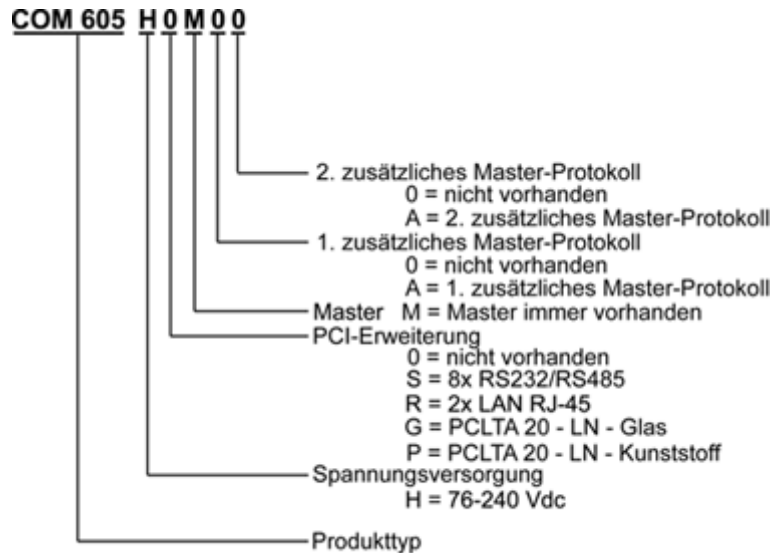 COM 605 H 0 M 0 0
2. zusätzliches Master-Protokoll
0 = nicht vorhanden
A = 2. zusätzliches Master-Protokoll
1. zusätzliches Master-Protokoll
0 = nicht vorhanden
A = 1. zusätzliches Master-Protokoll
Master M = Master immer vorhanden
PCI-Erweiterung
0 = nicht vorhanden
S = 8x RS232/RS485
R = 2x LAN RJ-45
G = PCLTA 20 - LN - Glas
P = PCLTA 20 - LN - Kunststoff
Spannungsversorgung
H = 76-240 Vdc
Produkttyp